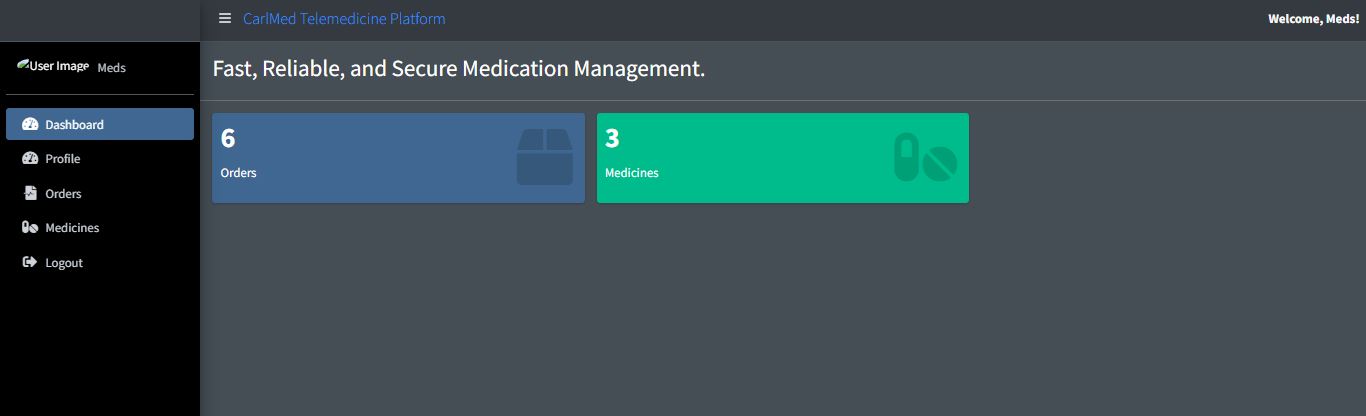 CarlMed Telemedicine Platform
Welcome, Meds!
User Image
Meds
Dashboard
Profile
Orders
Medicines
Logout
Fast, Reliable, and Secure Medication Management.
6
Orders
3
Medicines